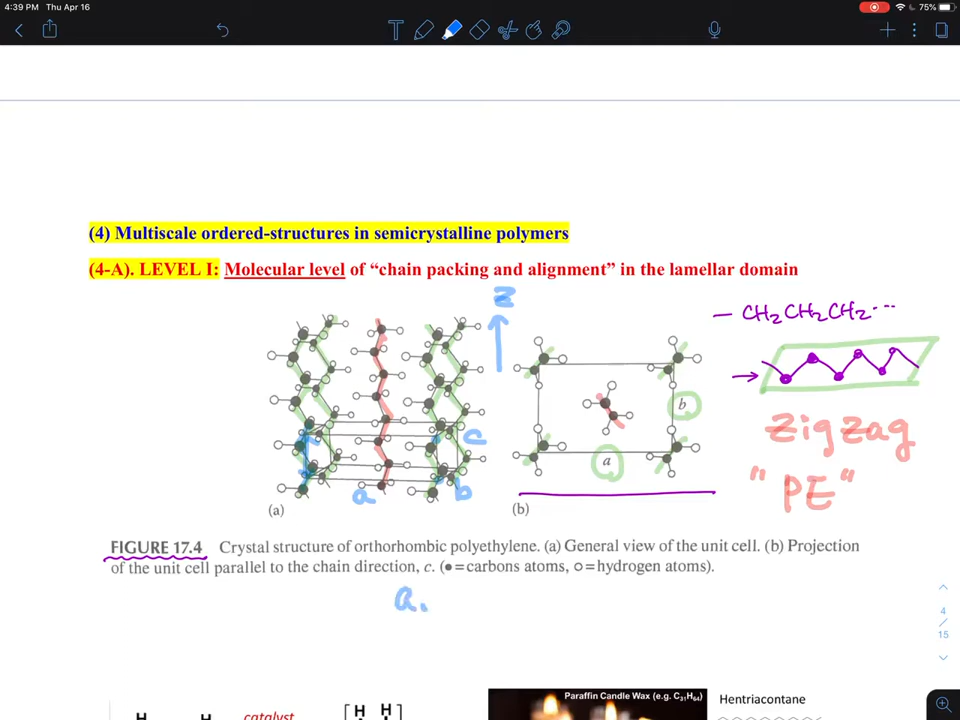 4:39 PM Thu Apr 16
75%
(4) Multiscale ordered-structures in semicrystalline polymers
(4-A). LEVEL I: Molecular level of “chain packing and alignment” in the lamellar domain
z
— CH2CH2CH2...
c
a
b
b
a
zigzag
"PE"
(a)
(b)
FIGURE 17.4 Crystal structure of orthorhombic polyethylene. (a) General view of the unit cell. (b) Projection
of the unit cell parallel to the chain direction, c. (●=carbons atoms, ○=hydrogen atoms).
a.
4
/
15
Paraffin Candle Wax (e.g. C31H64)
Hentriacontane
H H
catalyst
[ H H ]